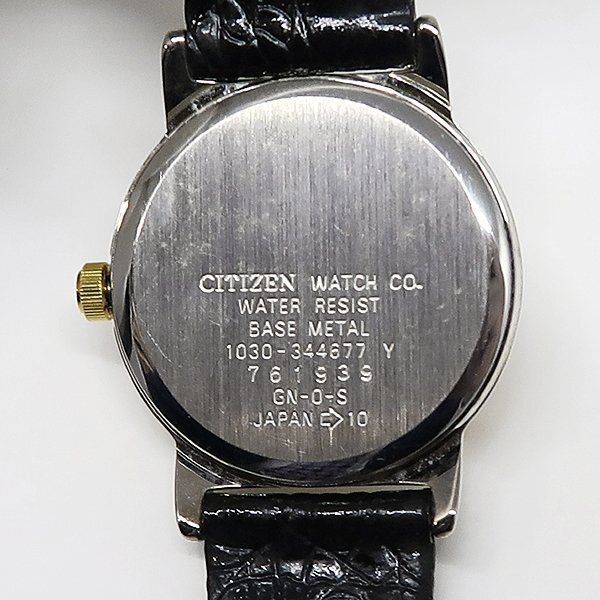 CITIZEN WATCH CO.
WATER RESIST
BASE METAL
1030-344677 Y
761939
GN-0-S
JAPAN E>10